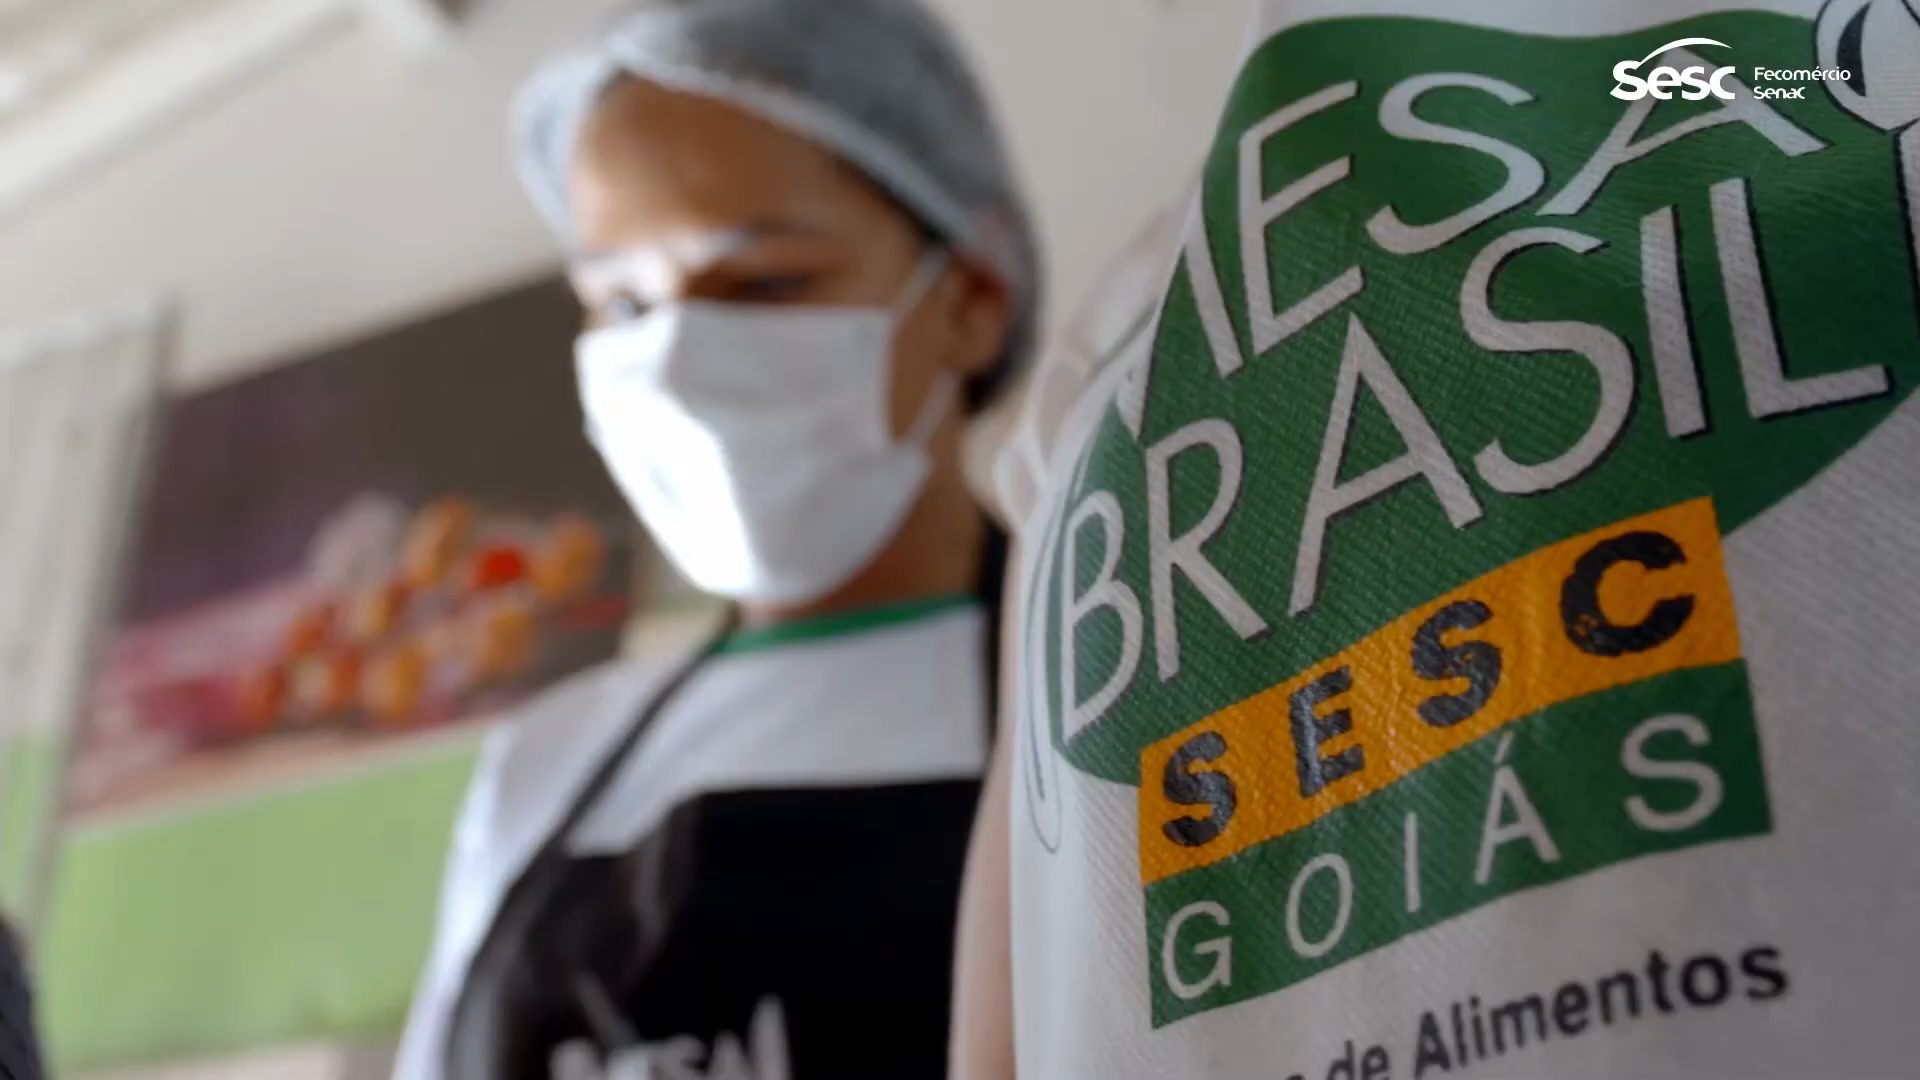 Sesc
Fecomércio
Senac
MESA
BRASIL
SESC
GOIÁS
de Alimentos